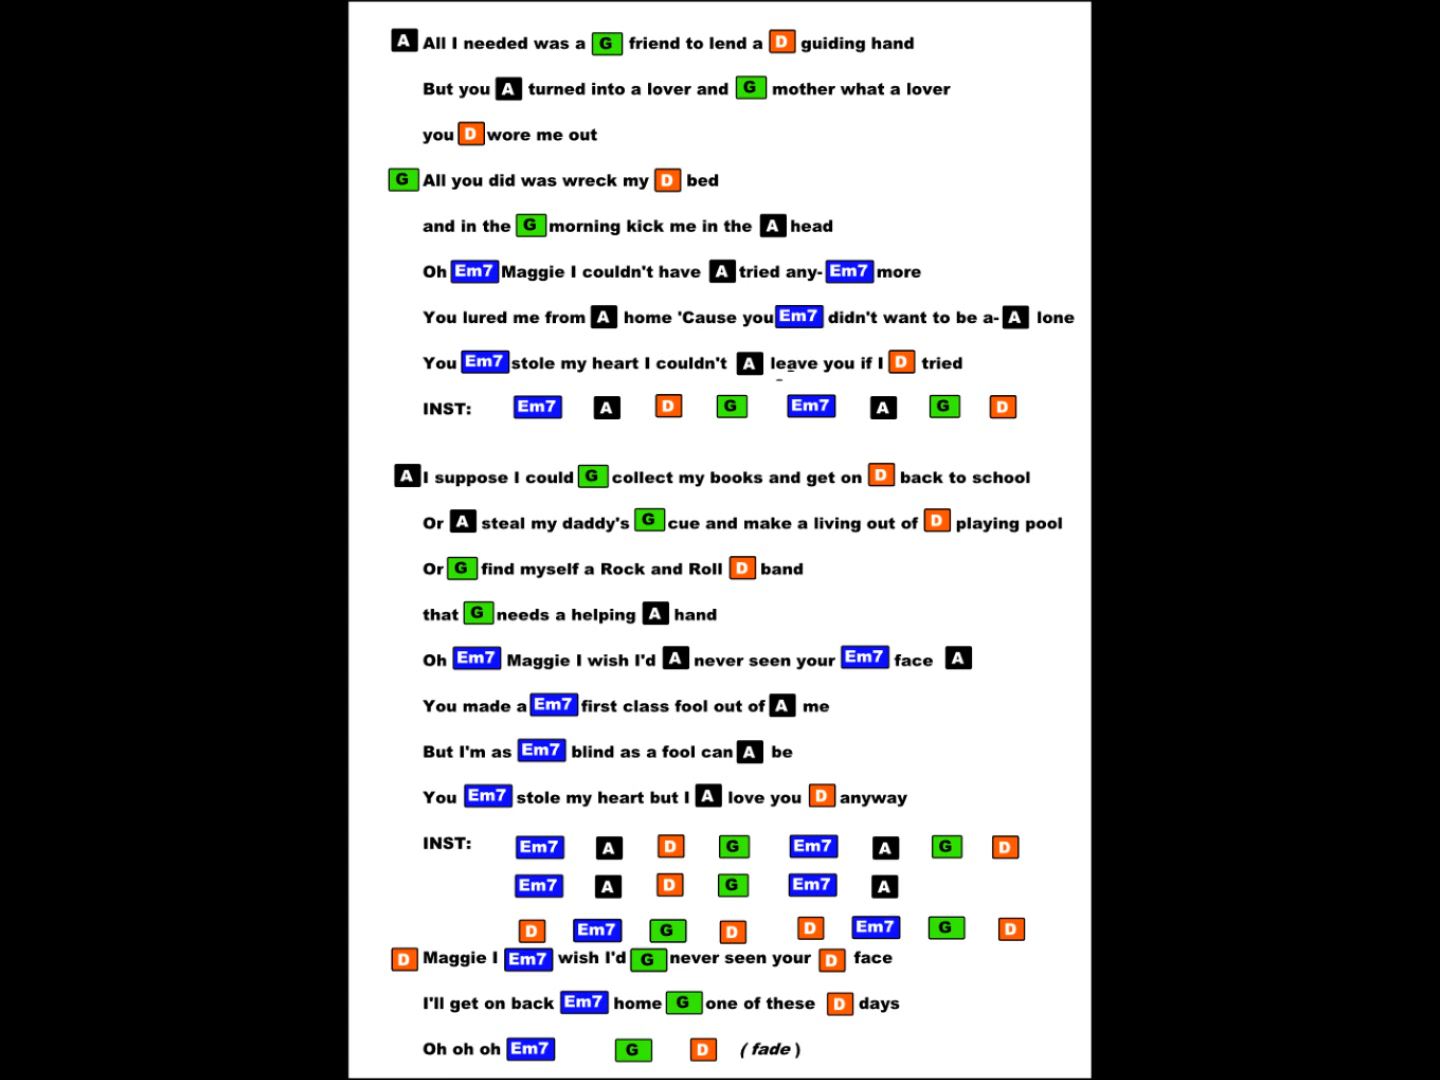 A All I needed was a G friend to lend a D guiding hand
But you A turned into a lover and G mother what a lover
you D wore me out
G All you did was wreck my D bed
and in the G morning kick me in the A head
Oh Em7 Maggie I couldn't have A tried any- Em7 more
You lured me from A home 'Cause you Em7 didn't want to be a- A lone
You Em7 stole my heart I couldn't A leave you if I D tried
INST: Em7 A D G Em7 A G D
A I suppose I could G collect my books and get on D back to school
Or A steal my daddy's G cue and make a living out of D playing pool
Or G find myself a Rock and Roll D band
that G needs a helping A hand
Oh Em7 Maggie I wish I'd A never seen your Em7 face A
You made a Em7 first class fool out of A me
But I'm as Em7 blind as a fool can A be
You Em7 stole my heart but I A love you D anyway
INST: Em7 A D G Em7 A G D
Em7 A D G Em7 A
D Em7 G D D Em7 G D
D Maggie I Em7 wish I'd G never seen your D face
I'll get on back Em7 home G one of these D days
Oh oh oh Em7 G D ( fade )